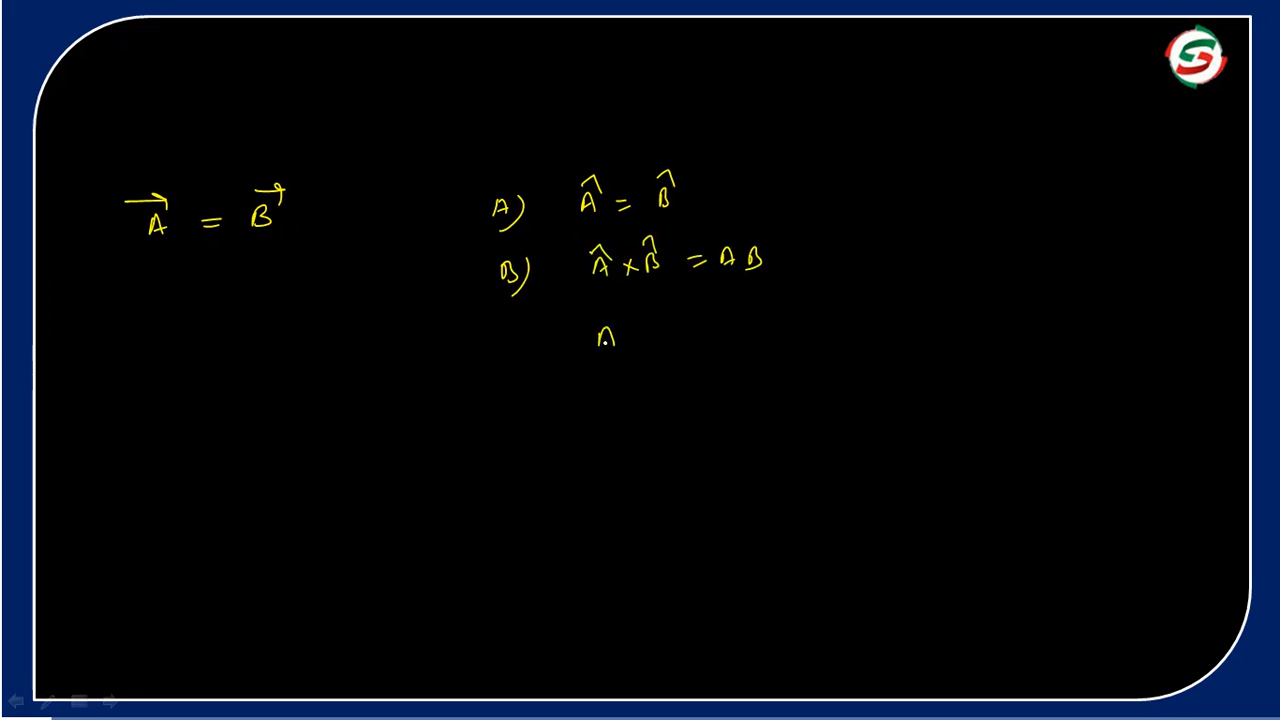 A⃗ = B⃗
A) Â = B̂
B) Â × B̂ = AB
A